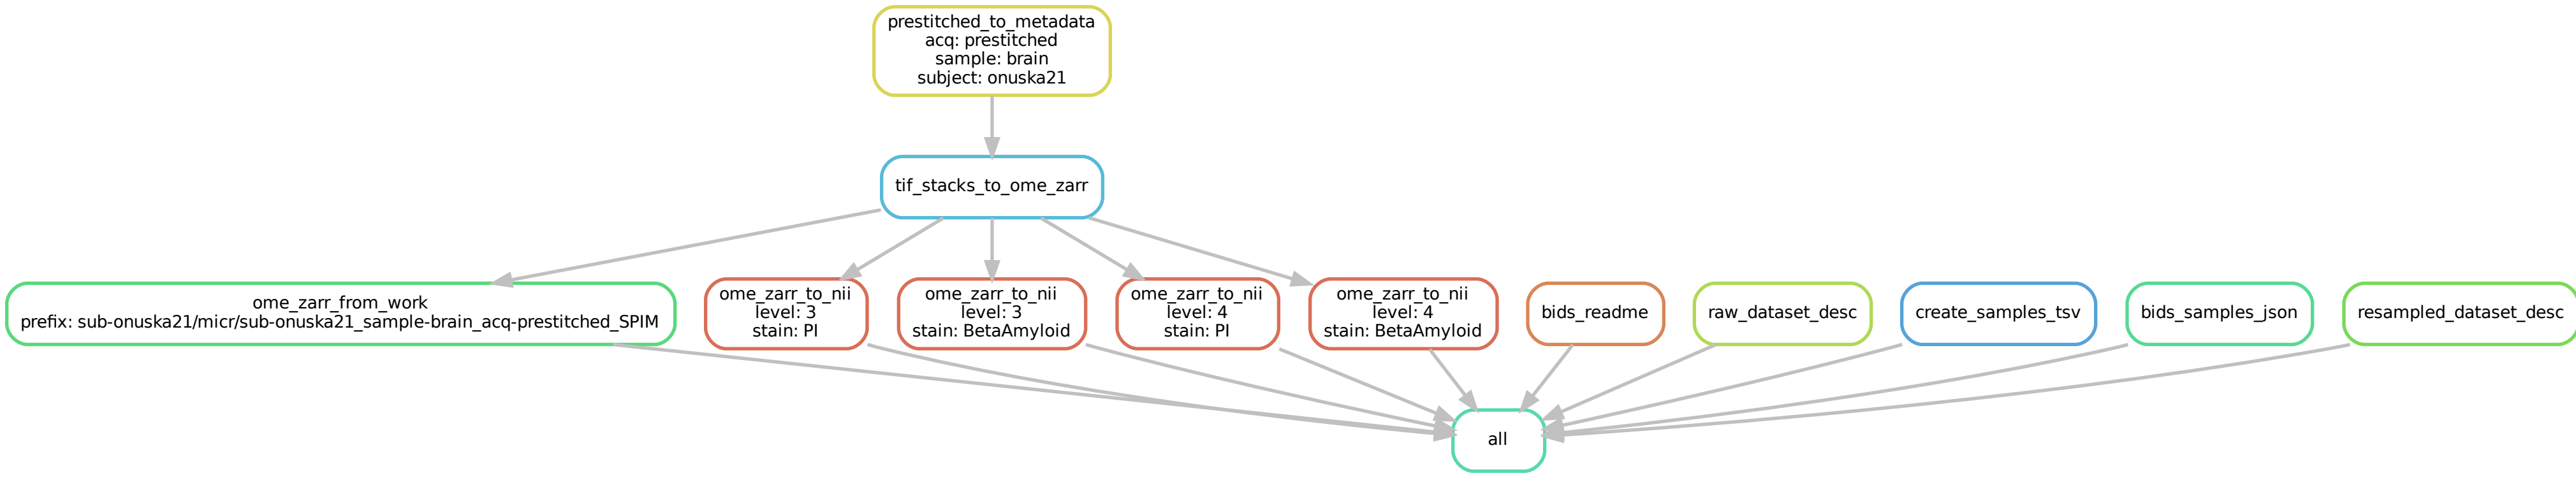 prestitched_to_metadata
acq: prestitched
sample: brain
subject: onuska21
tif_stacks_to_ome_zarr
ome_zarr_from_work
prefix: sub-onuska21/micr/sub-onuska21_sample-brain_acq-prestitched_SPIM
ome_zarr_to_nii
level: 3
stain: PI
ome_zarr_to_nii
level: 3
stain: BetaAmyloid
ome_zarr_to_nii
level: 4
stain: PI
ome_zarr_to_nii
level: 4
stain: BetaAmyloid
bids_readme
raw_dataset_desc
create_samples_tsv
bids_samples_json
resampled_dataset_desc
all